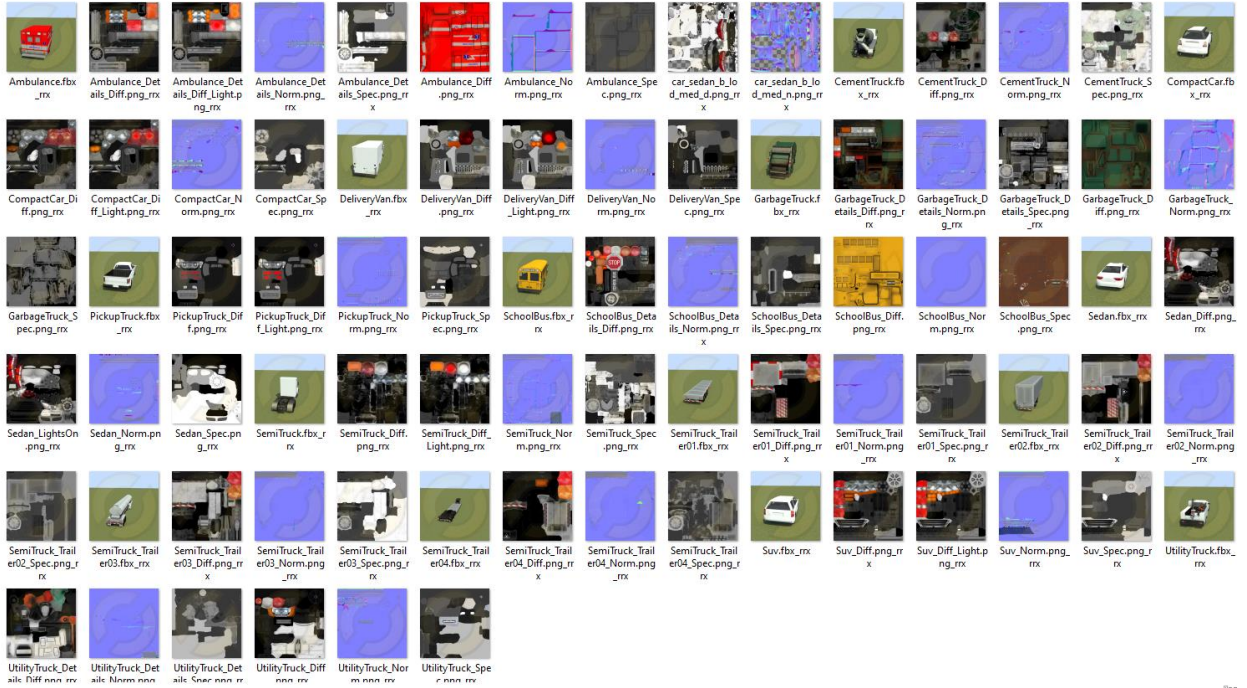 Ambulance.fbx
_rrx
Ambulance_Det
ails_Diff.png_rrx
Ambulance_Det
ails_Diff_Light.p
ng_rrx
Ambulance_Det
ails_Norm.png_
rrx
Ambulance_Det
ails_Spec.png_rr
x
Ambulance_Diff
.png_rrx
Ambulance_No
rm.png_rrx
Ambulance_Spe
c.png_rrx
car_sedan_b_lo
d_med_d.png_rr
x
car_sedan_b_lo
d_med_n.png_rr
x
CementTruck.fb
x_rrx
CementTruck_D
iff.png_rrx
CementTruck_N
orm.png_rrx
CementTruck_S
pec.png_rrx
CompactCar.fb
x_rrx
CompactCar_Di
ff.png_rrx
CompactCar_Di
ff_Light.png_rrx
CompactCar_N
orm.png_rrx
CompactCar_Sp
ec.png_rrx
DeliveryVan.fbx
_rrx
DeliveryVan_Diff
.png_rrx
DeliveryVan_Diff
_Light.png_rrx
DeliveryVan_No
rm.png_rrx
DeliveryVan_Spe
c.png_rrx
GarbageTruck.f
bx_rrx
GarbageTruck_D
etails_Diff.png_r
rx
GarbageTruck_D
etails_Norm.pn
g_rrx
GarbageTruck_D
etails_Spec.png
_rrx
GarbageTruck_D
iff.png_rrx
GarbageTruck_
Norm.png_rrx
GarbageTruck_S
pec.png_rrx
PickupTruck.fbx
_rrx
PickupTruck_Dif
f.png_rrx
PickupTruck_Dif
f_Light.png_rrx
PickupTruck_No
rm.png_rrx
PickupTruck_Sp
ec.png_rrx
SchoolBus.fbx_r
rx
STOP
SchoolBus_Deta
ils_Diff.png_rrx
SchoolBus_Deta
ils_Norm.png_rr
x
SchoolBus_Deta
ils_Spec.png_rrx
SchoolBus_Diff.
png_rrx
SchoolBus_Nor
m.png_rrx
SchoolBus_Spec
.png_rrx
Sedan.fbx_rrx
Sedan_Diff.png_
rrx
Sedan_LightsOn
.png_rrx
Sedan_Norm.pn
g_rrx
Sedan_Spec.pn
g_rrx
SemiTruck.fbx_r
rx
SemiTruck_Diff.
png_rrx
SemiTruck_Diff_
Light.png_rrx
SemiTruck_Nor
m.png_rrx
SemiTruck_Spec
.png_rrx
SemiTruck_Trail
er01.fbx_rrx
SemiTruck_Trail
er01_Diff.png_rr
x
SemiTruck_Trail
er01_Norm.png
_rrx
SemiTruck_Trail
er01_Spec.png_r
rx
SemiTruck_Trail
er02.fbx_rrx
SemiTruck_Trail
er02_Diff.png_rr
x
SemiTruck_Trail
er02_Norm.png
_rrx
SemiTruck_Trail
er02_Spec.png_r
rx
SemiTruck_Trail
er03.fbx_rrx
SemiTruck_Trail
er03_Diff.png_rr
x
SemiTruck_Trail
er03_Norm.png
_rrx
SemiTruck_Trail
er03_Spec.png_r
rx
SemiTruck_Trail
er04.fbx_rrx
SemiTruck_Trail
er04_Diff.png_rr
x
SemiTruck_Trail
er04_Norm.png
_rrx
SemiTruck_Trail
er04_Spec.png_r
rx
Suv.fbx_rrx
Suv_Diff.png_rr
x
Suv_Diff_Light.p
ng_rrx
Suv_Norm.png_
rrx
Suv_Spec.png_r
rx
UtilityTruck.fbx_
rrx
UtilityTruck_Det
ails_Diff.png_rrx
UtilityTruck_Det
ails_Norm.png_
UtilityTruck_Det
ails_Spec.png_rr
UtilityTruck_Diff
.png_rrx
UtilityTruck_Nor
m.png_rrx
UtilityTruck_Spe
c.png_rrx